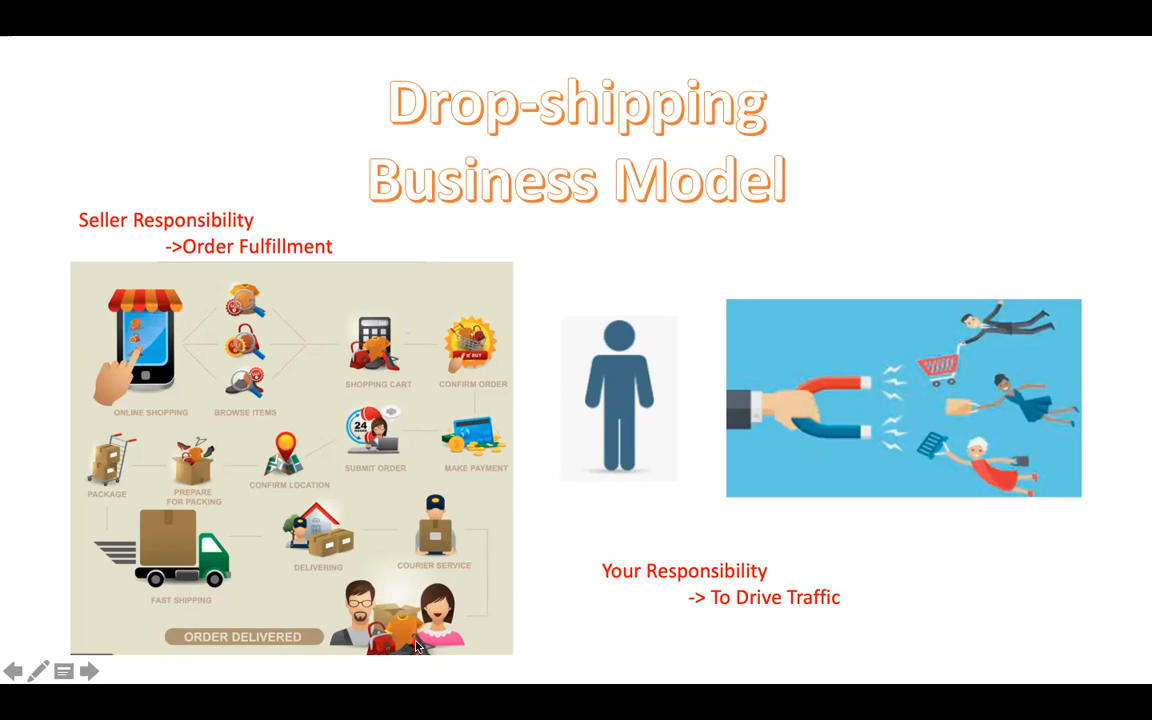 Drop-shipping
Business Model
Seller Responsibility
->Order Fulfillment
ONLINE SHOPPING
BROWSE ITEMS
SHOPPING CART
CONFIRM ORDER
24
SUBMIT ORDER
MAKE PAYMENT
PACKAGE
PREPARE
FOR PACKING
CONFIRM LOCATION
FAST SHIPPING
DELIVERING
COURIER SERVICE
ORDER DELIVERED
Your Responsibility
-> To Drive Traffic